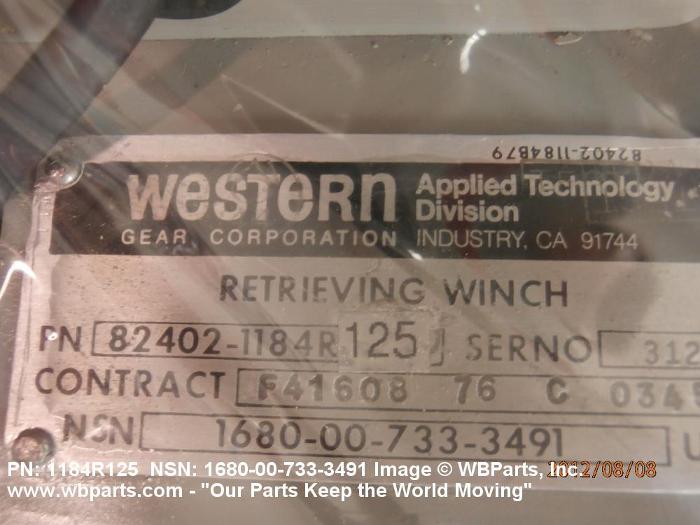 82402-1184B79
Western Applied Technology
Division
GEAR CORPORATION INDUSTRY, CA 91744
RETRIEVING WINCH
PN 82402-1184R 125 SERNO 312
CONTRACT F41608 76 C 034
NSN 1680-00-733-3491 U
2012/08/08
PN: 1184R125 NSN: 1680-00-733-3491 Image © WBParts, Inc.
www.wbparts.com - "Our Parts Keep the World Moving"